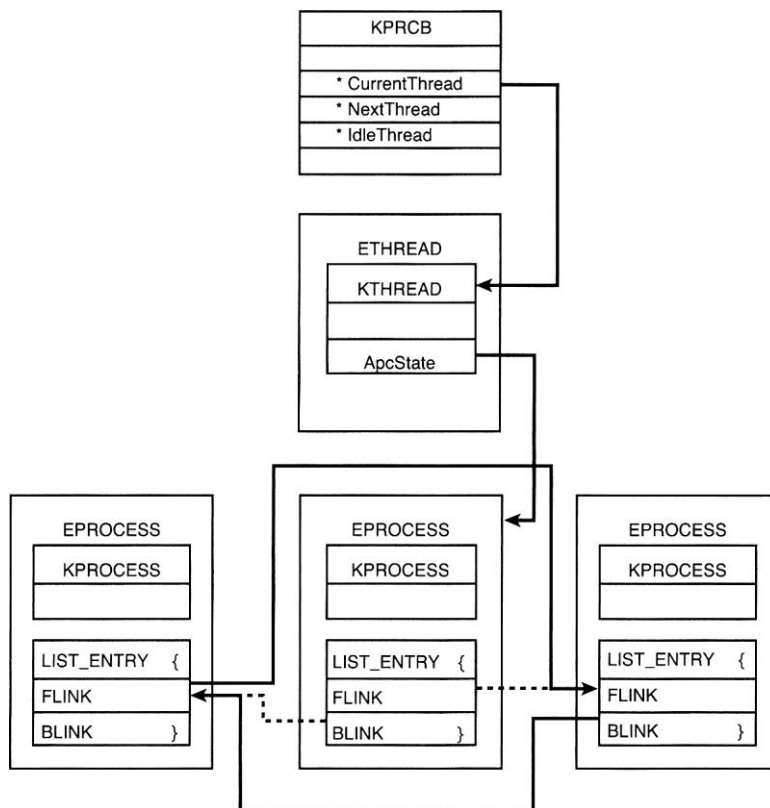 KPRCB
* CurrentThread
* NextThread
* IdleThread
ETHREAD
KTHREAD
ApcState
EPROCESS
KPROCESS
LIST_ENTRY {
FLINK
BLINK }
EPROCESS
KPROCESS
LIST_ENTRY {
FLINK
BLINK }
EPROCESS
KPROCESS
LIST_ENTRY {
FLINK
BLINK }